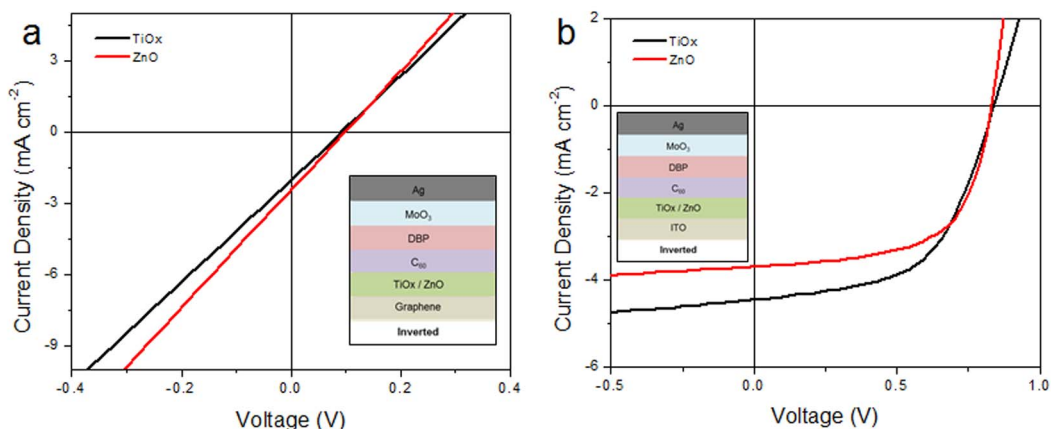 a
TiOx
ZnO
Current Density (mA cm⁻²)
3
0
-3
-6
-9
-0.4
-0.2
0.0
0.2
0.4
Voltage (V)
Ag
MoO₃
DBP
C₆₀
TiOx / ZnO
Graphene
Inverted
b
TiOx
ZnO
Current Density (mA cm⁻²)
2
0
-2
-4
-6
-0.5
0.0
0.5
1.0
Voltage (V)
Ag
MoO₃
DBP
C₆₀
TiOx / ZnO
ITO
Inverted